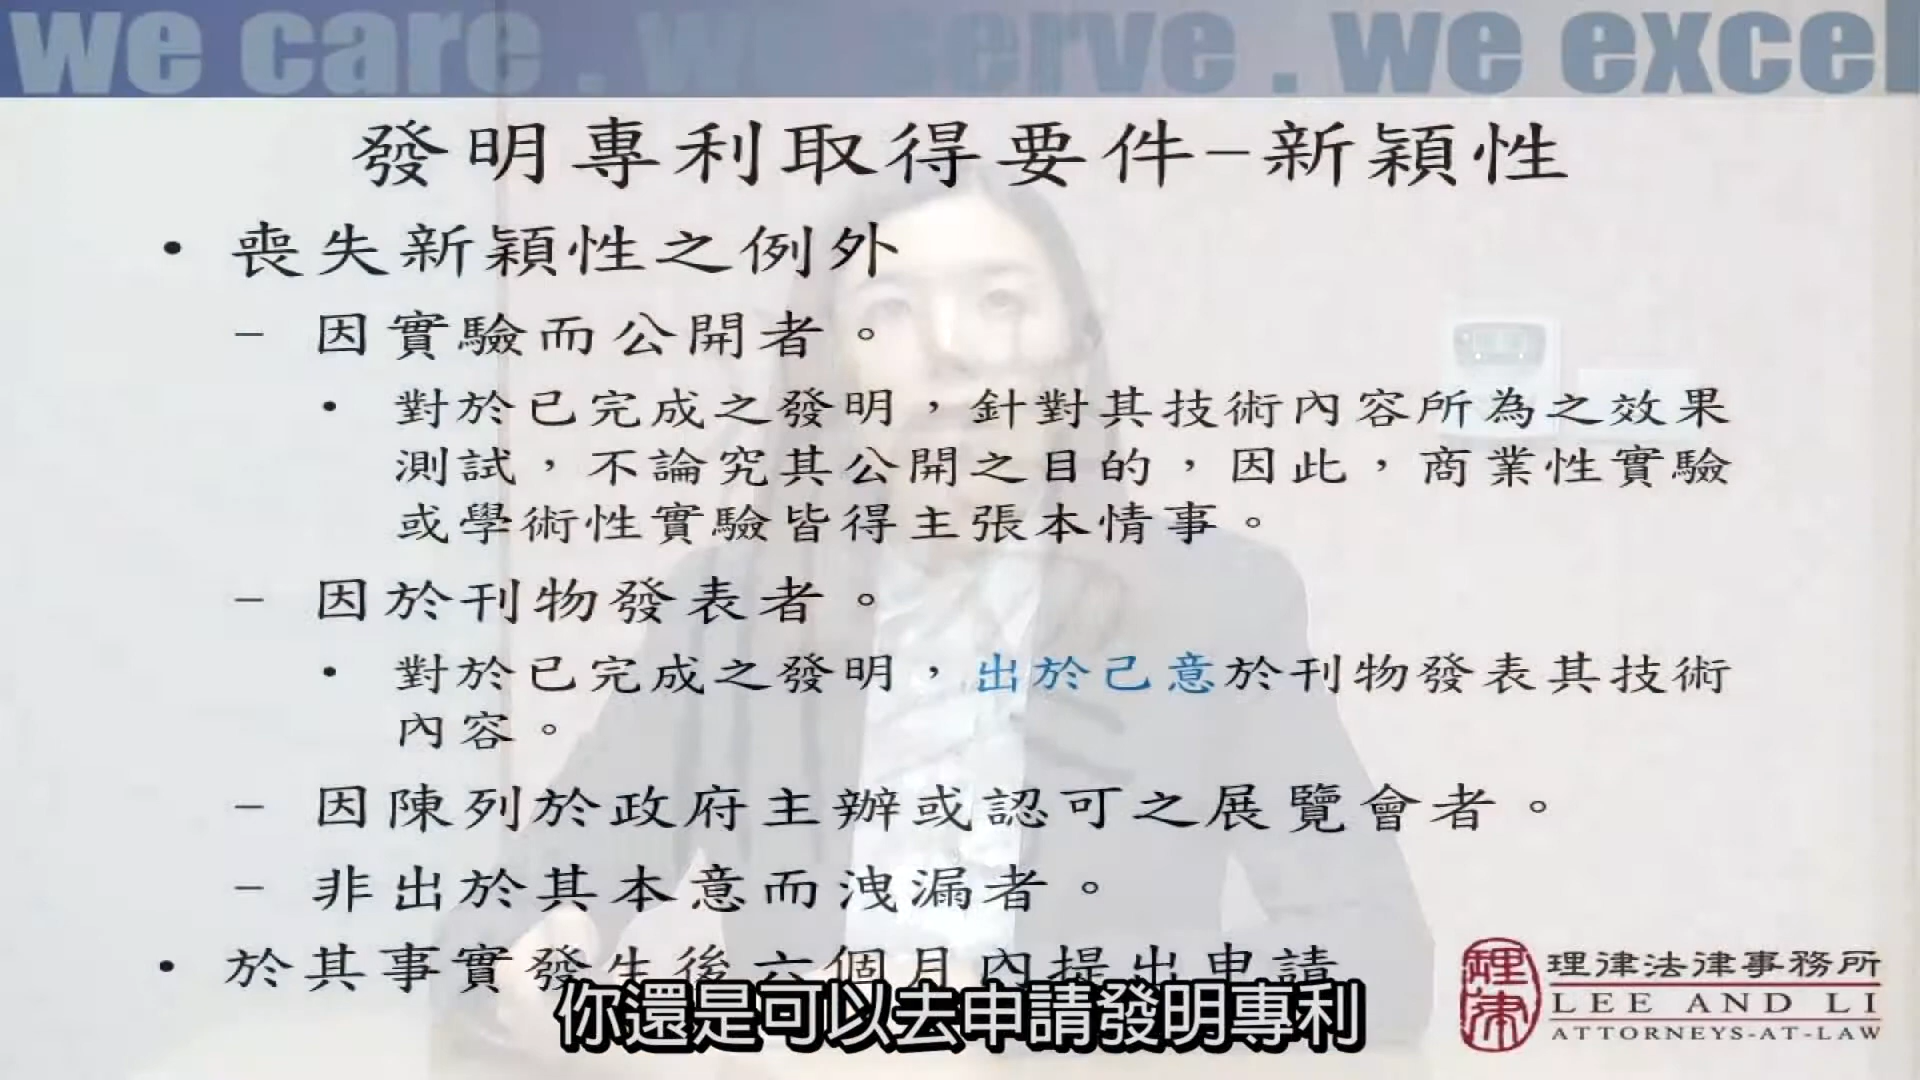 we care . we serve . we excel
發明專利取得要件-新穎性
• 喪失新穎性之例外
– 因實驗而公開者。
• 對於已完成之發明，針對其技術內容所為之效果
測試，不論究其公開之目的，因此，商業性實驗
或學術性實驗皆得主張本情事。
– 因於刊物發表者。
• 對於已完成之發明，出於己意於刊物發表其技術
內容。
– 因陳列於政府主辦或認可之展覽會者。
– 非出於其本意而洩漏者。
• 於其事實發生後六個月內提出申請
你還是可以去申請發明專利
理律
理律法律事務所
LEE AND LI
ATTORNEYS-AT-LAW